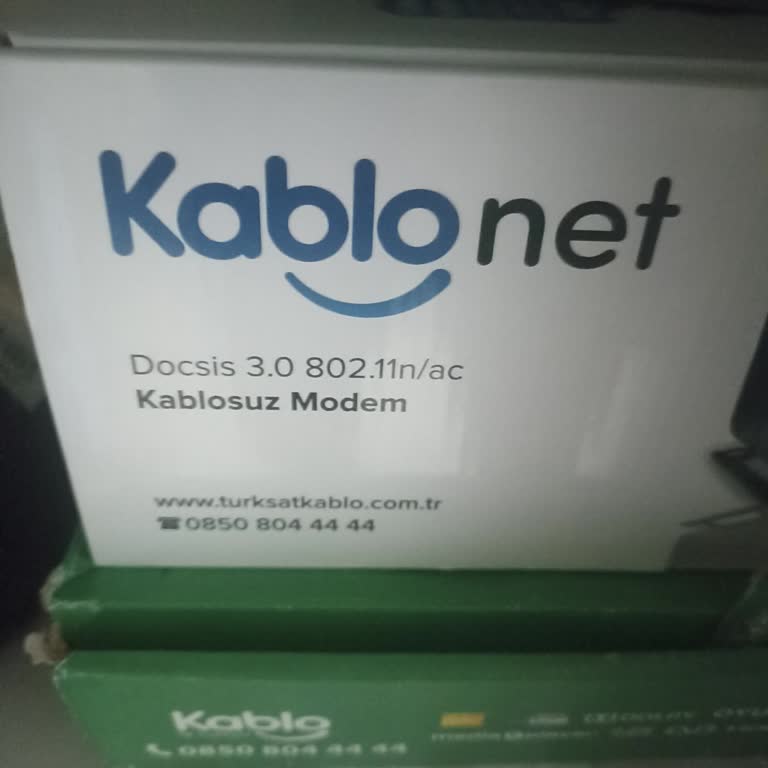 Kablonet
Docsis 3.0 802.11n/ac
Kablosuz Modem
www.turksatkablo.com.tr
☎0850 804 44 44
Kablo
0850 804 44 44